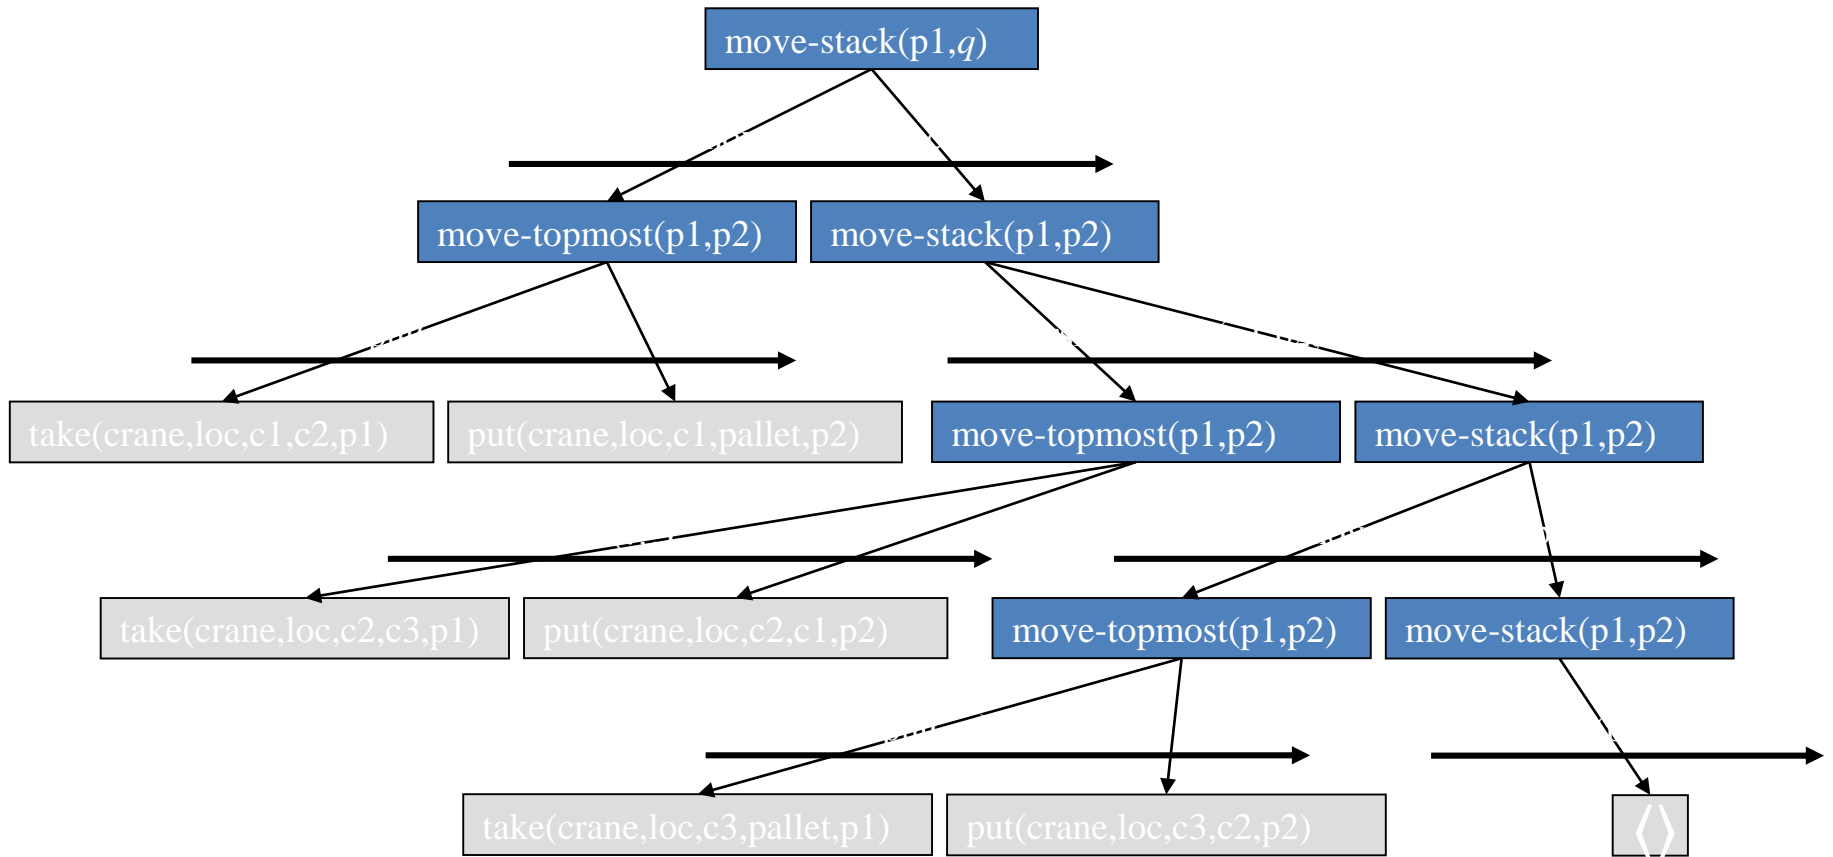 move-stack(p1,q)
move-topmost(p1,p2) move-stack(p1,p2)
take(crane,loc,c1,c2,p1) put(crane,loc,c1,pallet,p2) move-topmost(p1,p2) move-stack(p1,p2)
take(crane,loc,c2,c3,p1) put(crane,loc,c2,c1,p2) move-topmost(p1,p2) move-stack(p1,p2)
take(crane,loc,c3,pallet,p1) put(crane,loc,c3,c2,p2) ⟨⟩